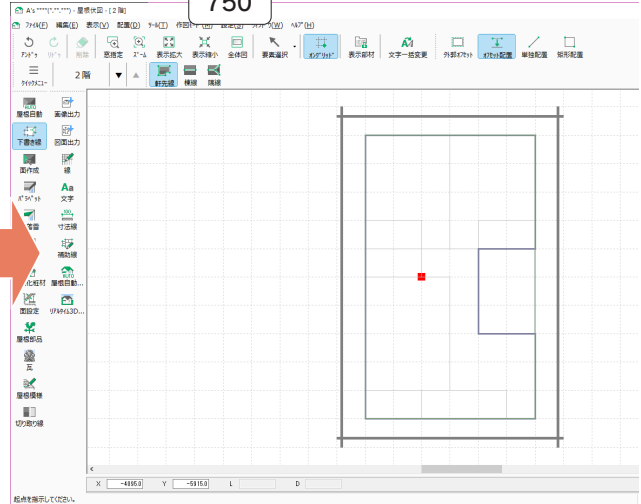 750
A's ****(*.**.***) - 屋根伏図 - [2 階]
ﾌｧｲﾙ(F) 編集(E) 表示(V) 配置(D) ﾂｰﾙ(T)
ｱﾝﾄﾞｩ ﾘﾄﾞｩ 削除 窓指定 ｽﾞｰﾑ 表示拡大 表示縮小 全体図 要素選択 ｵﾝｸﾞﾘｯﾄﾞ 表示部材 文字一括変更 外部ｵﾌｾｯﾄ ｵﾌｾｯﾄ配置 単独配置 矩形配置
ｸｲｯｸﾒﾆｭｰ 2 階 軒先線 棟線 隅線
屋根自動 画像出力
下書き線 図面出力
面作成 線
ﾊﾟﾗﾍﾟｯﾄ 文字
寸法線
補助線
屋根自動...
面設定 ﾘｱﾙﾀｲﾑ3D...
屋根部品
瓦
屋根模様
切り取り線
X -4095.0 Y -5915.0 L D
起点を指示してください。